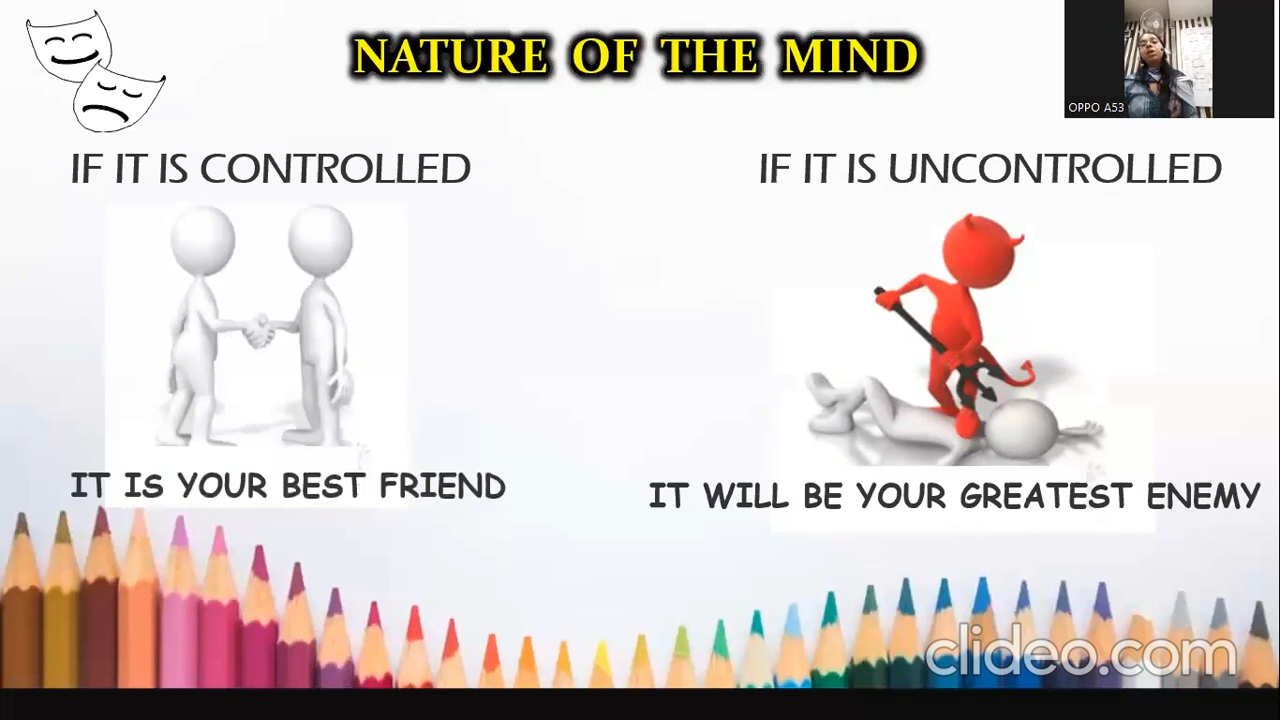 NATURE OF THE MIND
OPPO A53
IF IT IS CONTROLLED
IF IT IS UNCONTROLLED
IT IS YOUR BEST FRIEND
IT WILL BE YOUR GREATEST ENEMY
clideo.com